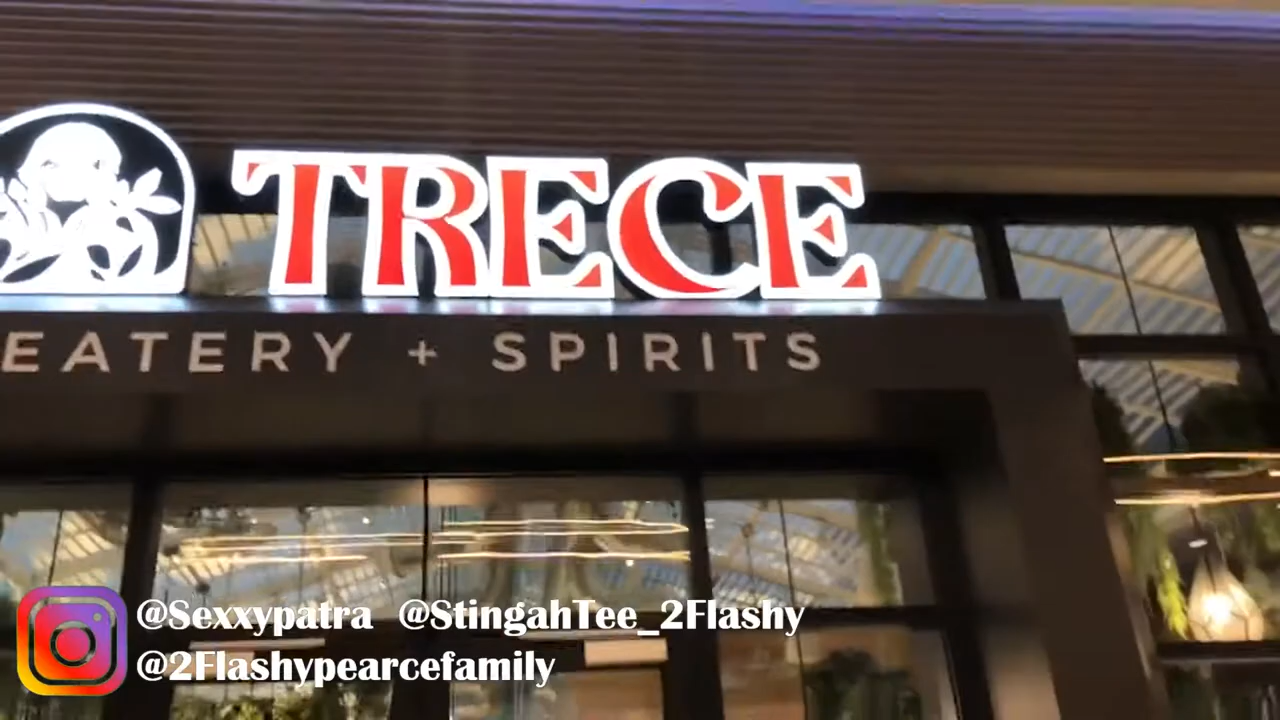 TRECE
EATERY + SPIRITS
@Sexxypatra @StingahTee_2Flashy
@2Flashypearcefamily